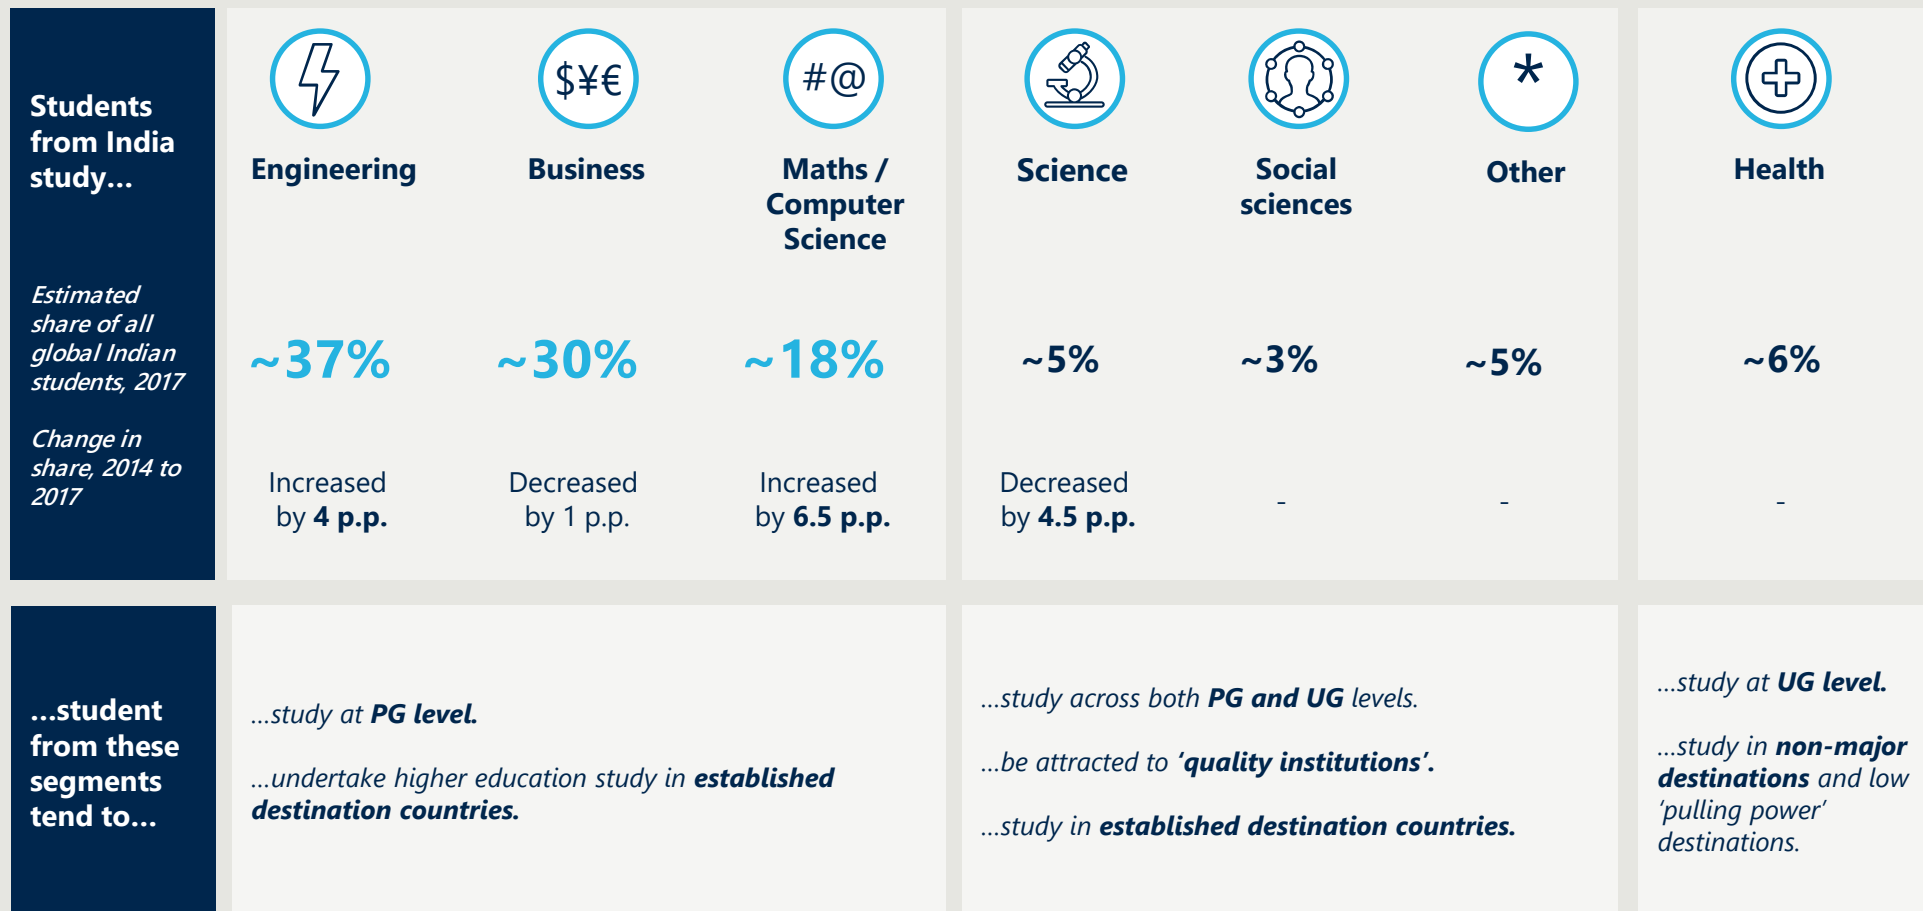 Students
from India
study...
Estimated
share of all
global Indian
students, 2017
Change in
share, 2014 to
2017
$¥€
#@
*
Engineering
Business
Maths /
Computer
Science
Science
Social
sciences
Other
Health
~37%
~30%
~18%
~5%
~3%
~5%
~6%
Increased
by 4 p.p.
Decreased
by 1 p.p.
Increased
by 6.5 p.p.
Decreased
by 4.5 p.p.
-
-
-
...student
from these
segments
tend to...
...study at PG level.
...undertake higher education study in established
destination countries.
...study across both PG and UG levels.
...be attracted to ‘quality institutions’.
...study in established destination countries.
...study at UG level.
...study in non-major
destinations and low
‘pulling power’
destinations.